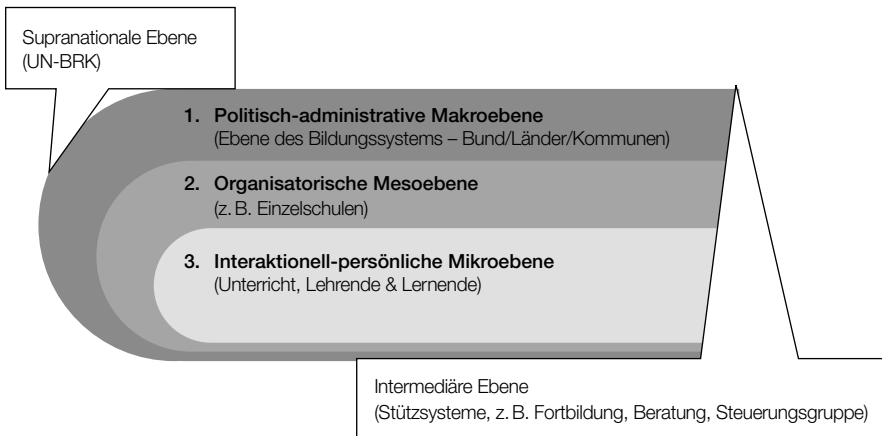 Supranationale Ebene
(UN-BRK)
1. Politisch-administrative Makroebene
(Ebene des Bildungssystems – Bund/Länder/Kommunen)
2. Organisatorische Mesoebene
(z. B. Einzelschulen)
3. Interaktionell-persönliche Mikroebene
(Unterricht, Lehrende & Lernende)
Intermediäre Ebene
(Stützsysteme, z. B. Fortbildung, Beratung, Steuerungsgruppe)